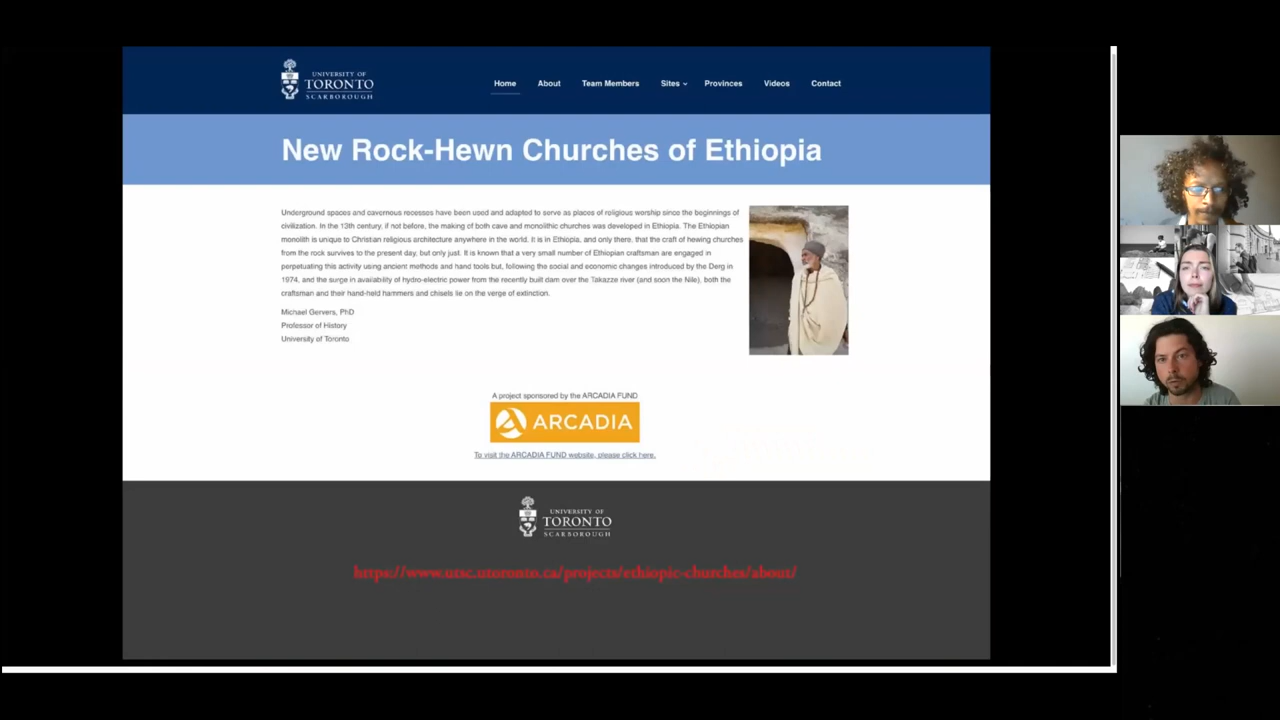 UNIVERSITY OF
TORONTO
SCARBOROUGH
Home About Team Members Sites Provinces Videos Contact
New Rock-Hewn Churches of Ethiopia
Underground spaces and cavernous recesses have been used and adapted to serve as places of religious worship since the beginnings of
civilization. In the 13th century, if not before, the making of both cave and monolithic churches was developed in Ethiopia. The Ethiopian
monolith is unique to Christian religious architecture anywhere in the world. It is in Ethiopia, and only there, that the craft of hewing churches
from the rock survives to the present day, but only just. It is known that a very small number of Ethiopian craftsman are engaged in
perpetuating this activity using ancient methods and hand tools but, following the social and economic changes introduced by the Derg in
1974, and the surge in availability of hydro-electric power from the recently built dam over the Takazze river (and soon the Nile), both the
craftsman and their hand-held hammers and chisels lie on the verge of extinction.
Michael Gervers, PhD
Professor of History
University of Toronto
A project sponsored by the ARCADIA FUND
ARCADIA
To visit the ARCADIA FUND website, please click here.
UNIVERSITY OF
TORONTO
SCARBOROUGH
https://www.utsc.utoronto.ca/projects/ethiopic-churches/about/